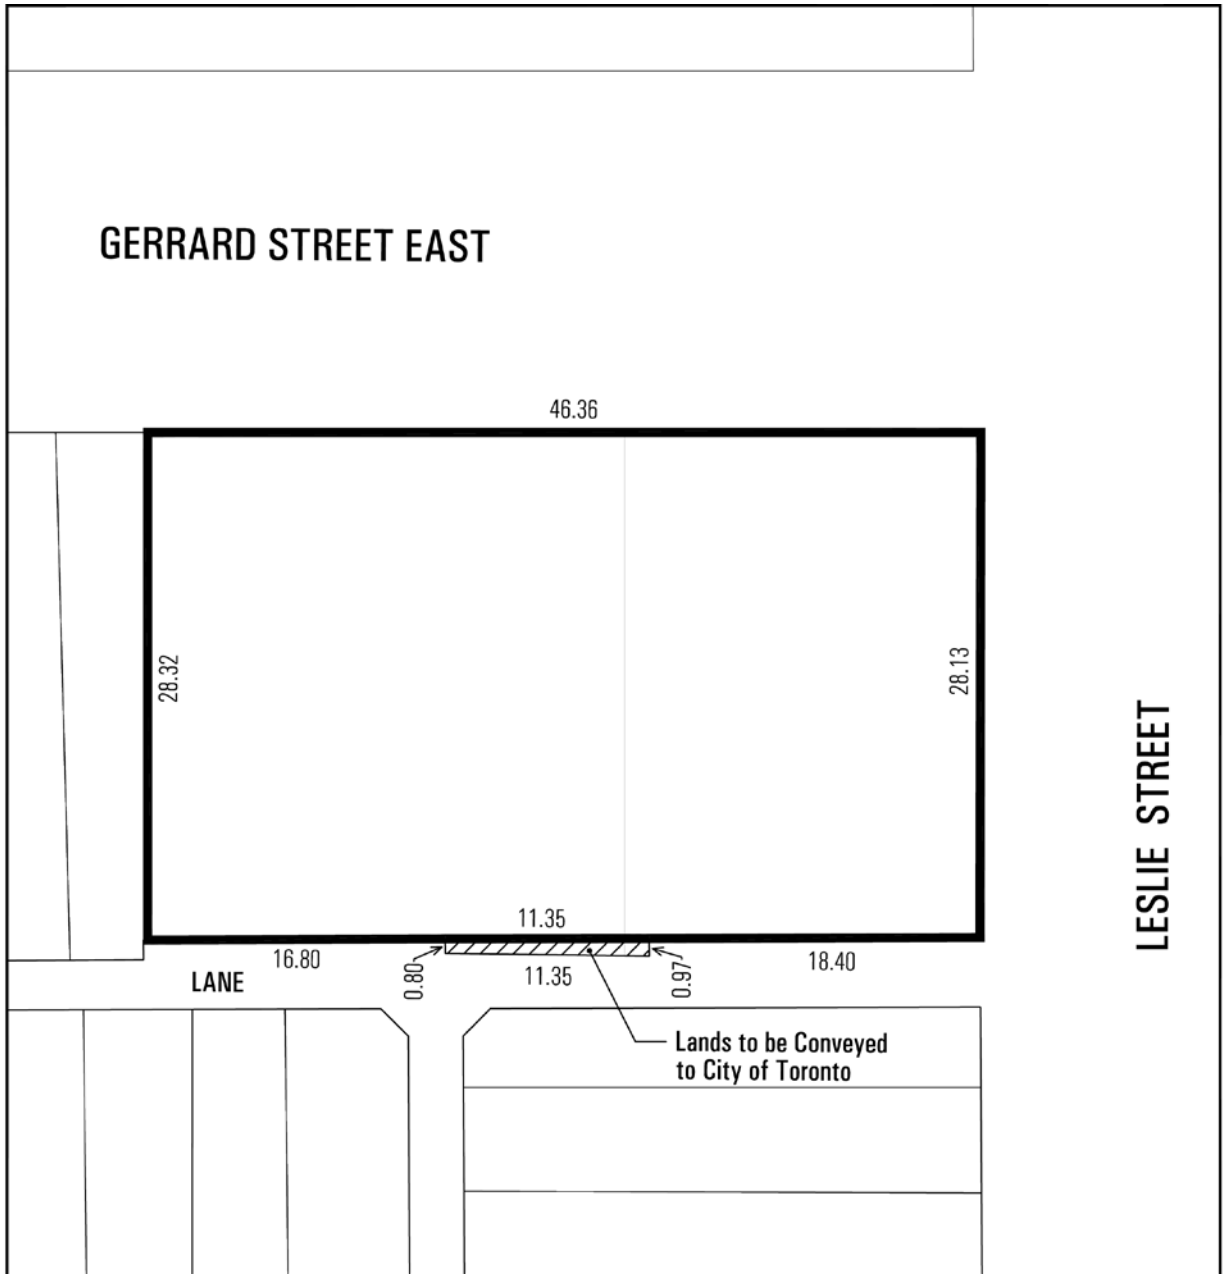 GERRARD STREET EAST
46.36
28.32
28.13
LESLIE STREET
11.35
16.80
0.80
11.35
0.97
18.40
LANE
Lands to be Conveyed
to City of Toronto